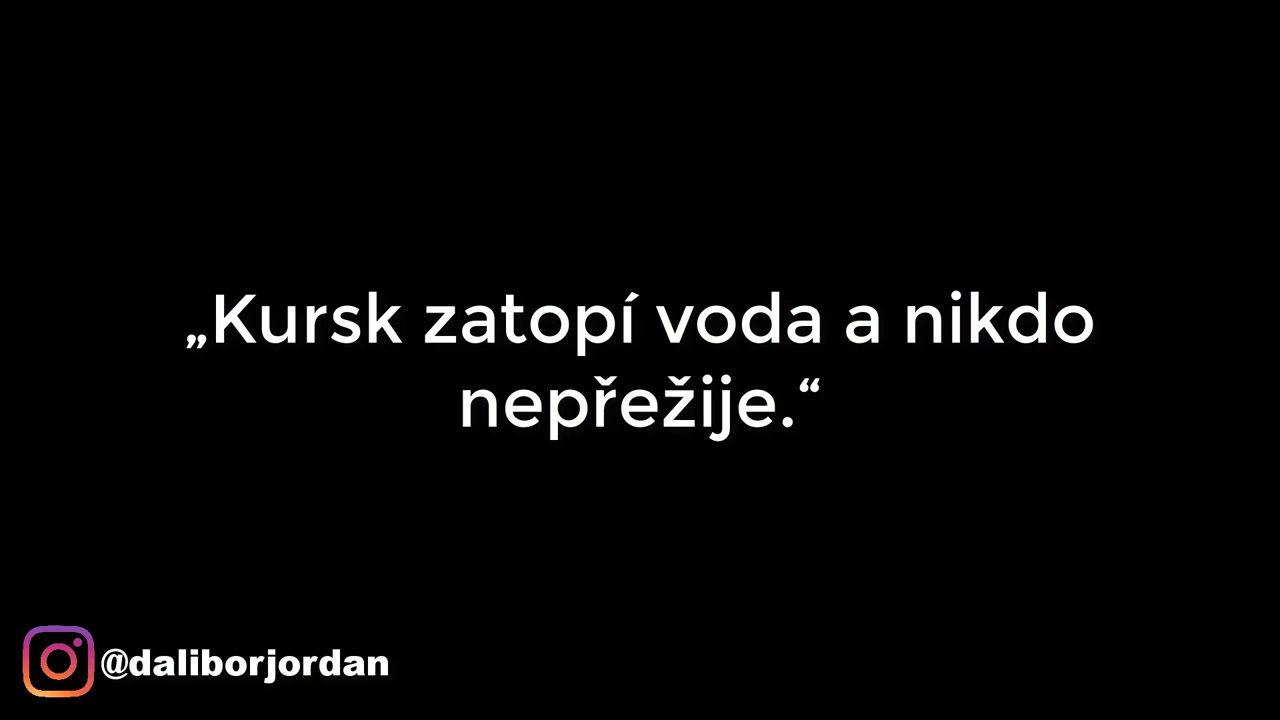 „Kursk zatopí voda a nikdo
nepřežije.“
@daliborjordan